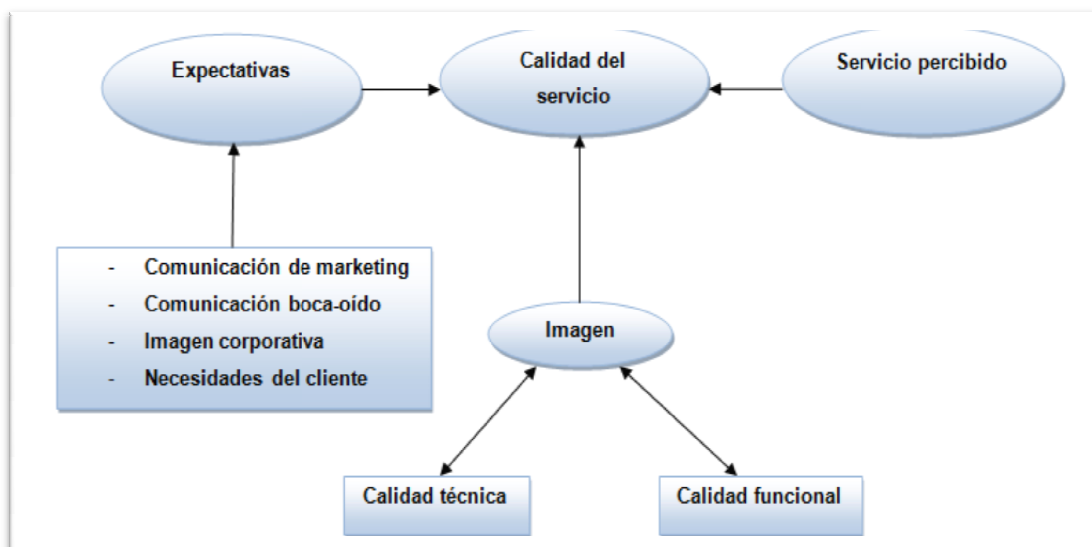 Expectativas
Calidad del
servicio
Servicio percibido
- Comunicación de marketing
- Comunicación boca-oído
- Imagen corporativa
- Necesidades del cliente
Imagen
Calidad técnica
Calidad funcional